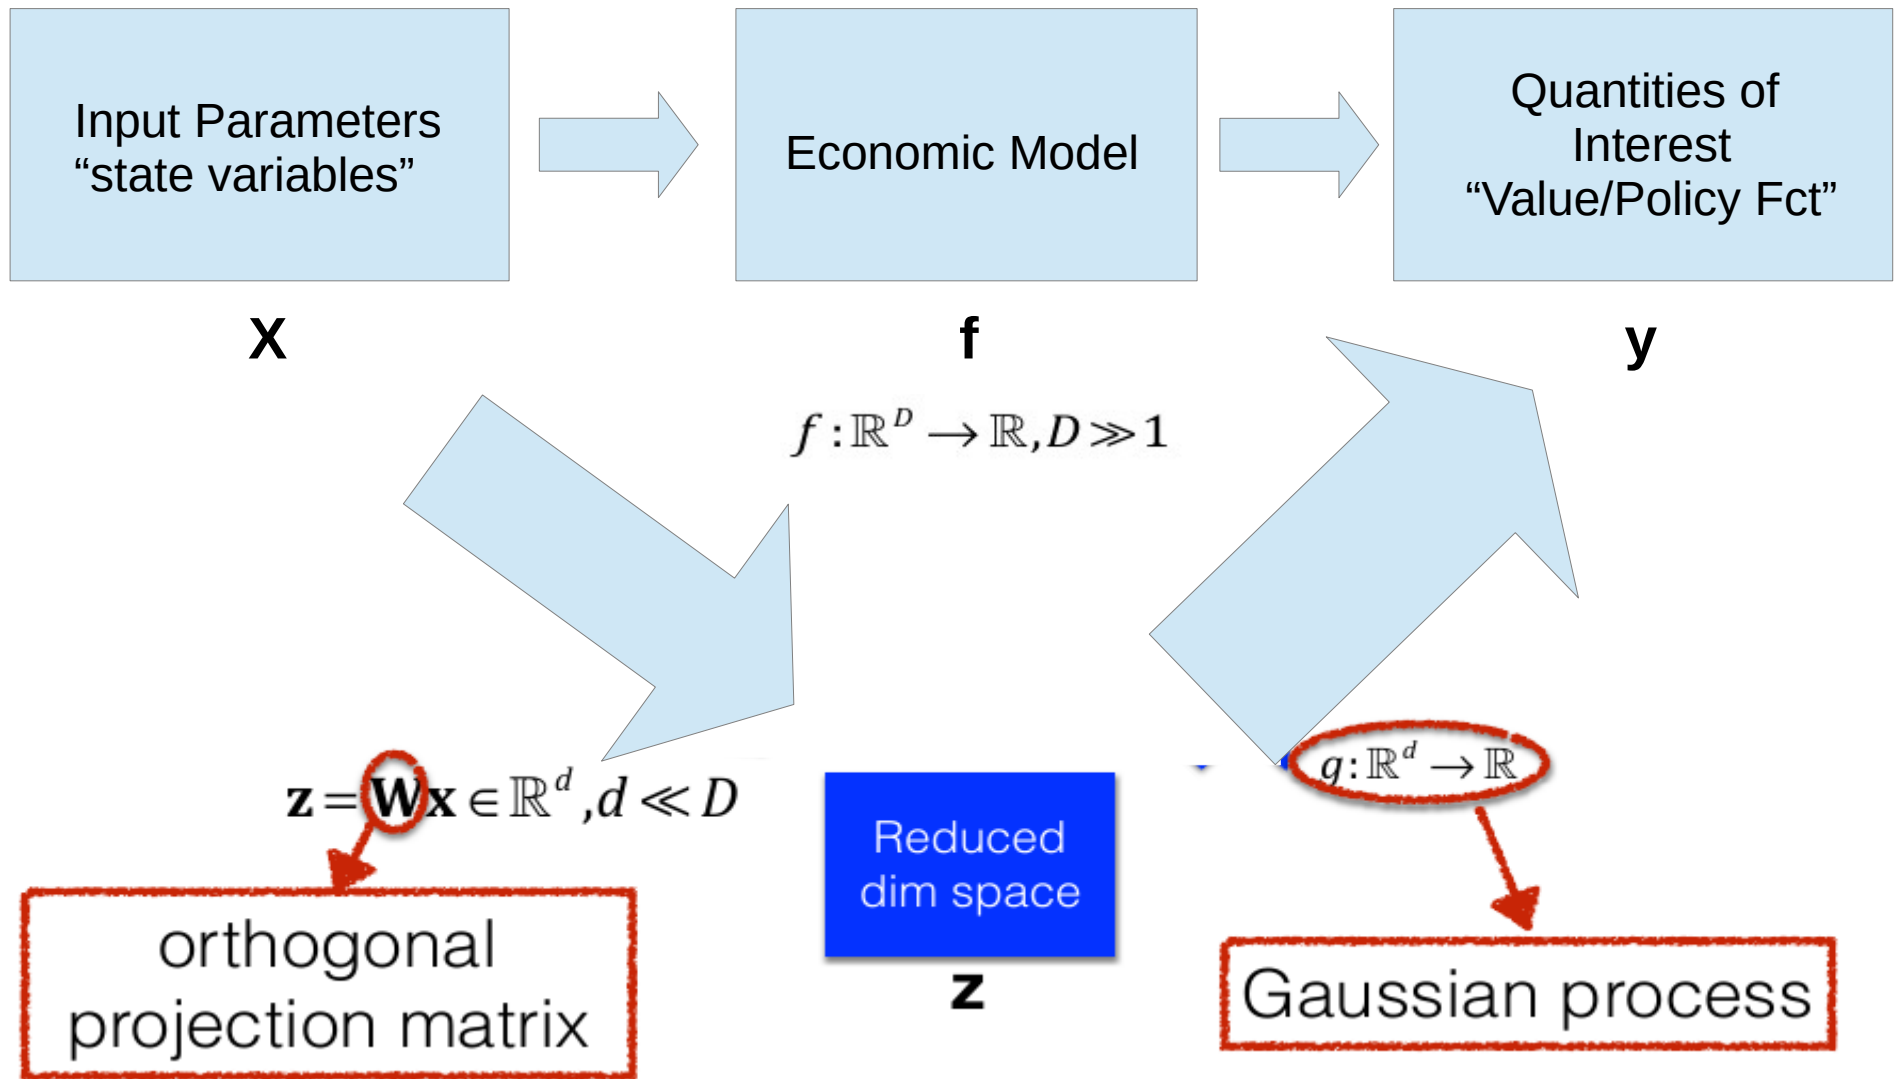 Input Parameters
“state variables”
Economic Model
Quantities of
Interest
“Value/Policy Fct”
X
f
y
f : ℝ^D → ℝ, D ≫ 1
z = Wx ∈ ℝ^d , d ≪ D
g : ℝ^d → ℝ
Reduced
dim space
z
orthogonal
projection matrix
Gaussian process